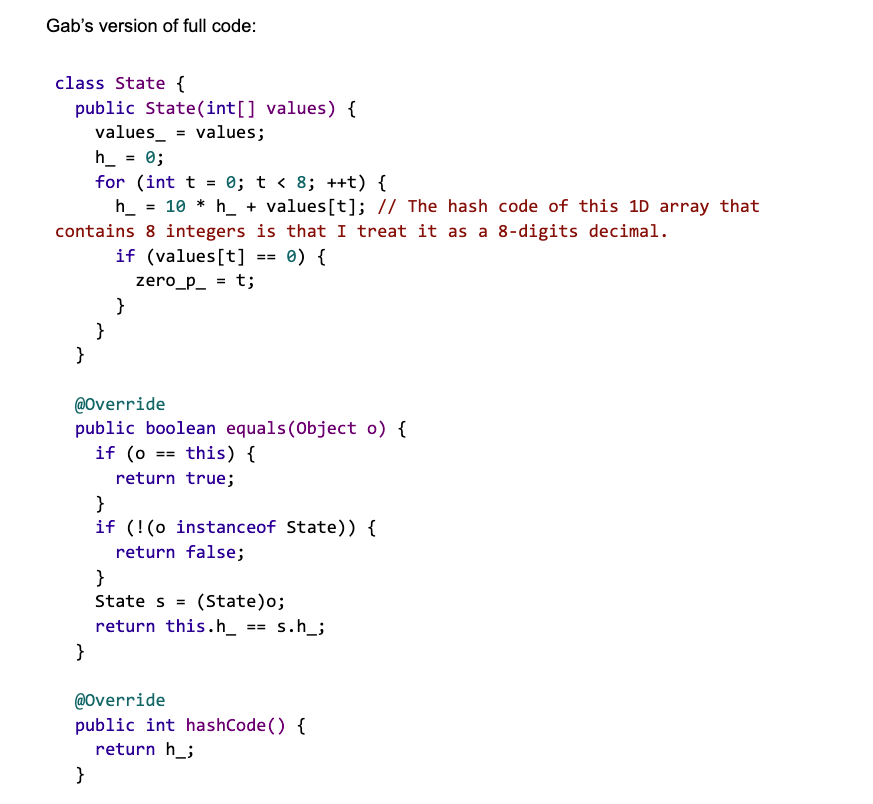 Gab’s version of full code:
class State {
public State(int[] values) {
values_ = values;
h_ = 0;
for (int t = 0; t < 8; ++t) {
h_ = 10 * h_ + values[t]; // The hash code of this 1D array that
contains 8 integers is that I treat it as a 8-digits decimal.
if (values[t] == 0) {
zero_p_ = t;
}
}
}
@Override
public boolean equals(Object o) {
if (o == this) {
return true;
}
if (!(o instanceof State)) {
return false;
}
State s = (State)o;
return this.h_ == s.h_;
}
@Override
public int hashCode() {
return h_;
}